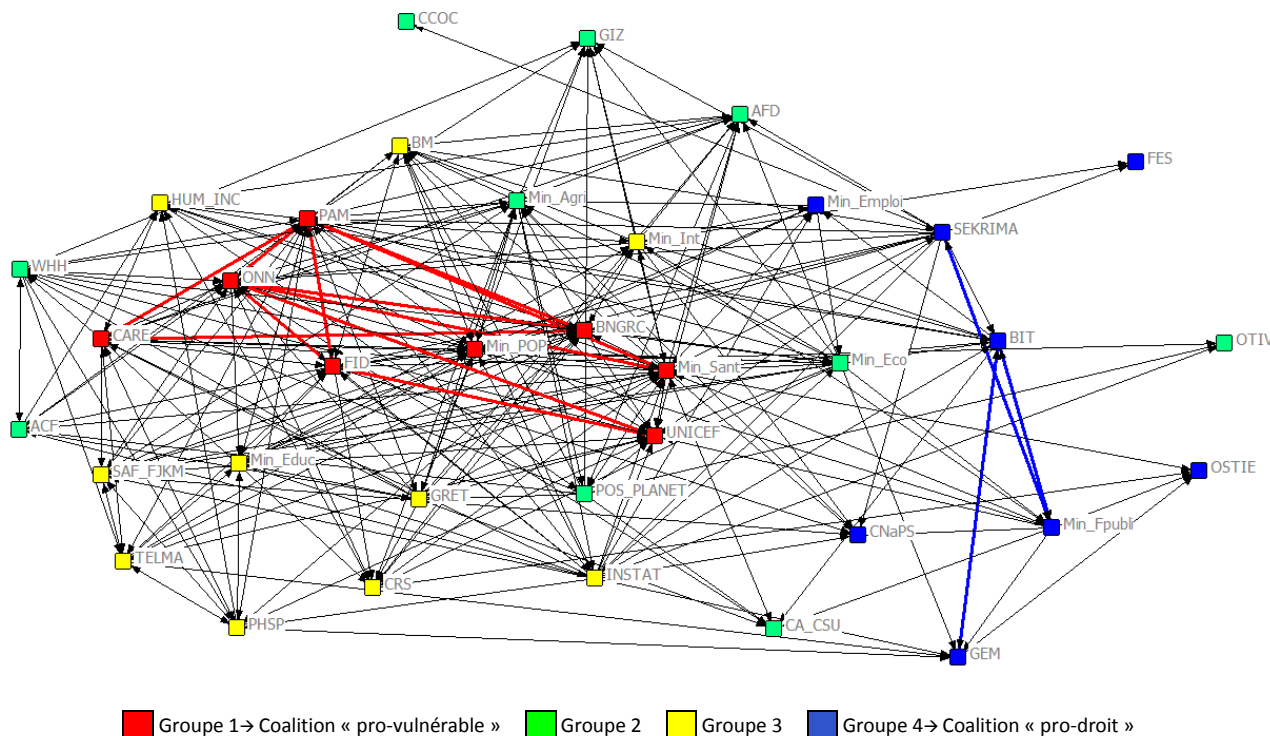 CCOC
GIZ
AFD
BM
FES
HUM_INC
Min_Agri
Min_Emploi
PAM
SEKRIMA
Min_Int
WHH
ONN
BNGRC
CARE
BIT
OTIV
Min_POP
FID
Min_Sant
Min_Eco
ACF
UNICEF
Min_Educ
SAF_FJKM
OSTIE
GRET
POS_PLANET
CNaPS
Min_Fpubli
TELMA
CRS
INSTAT
PHSP
CA_CSU
GEM
Groupe 1→ Coalition « pro-vulnérable » Groupe 2 Groupe 3 Groupe 4→ Coalition « pro-droit »